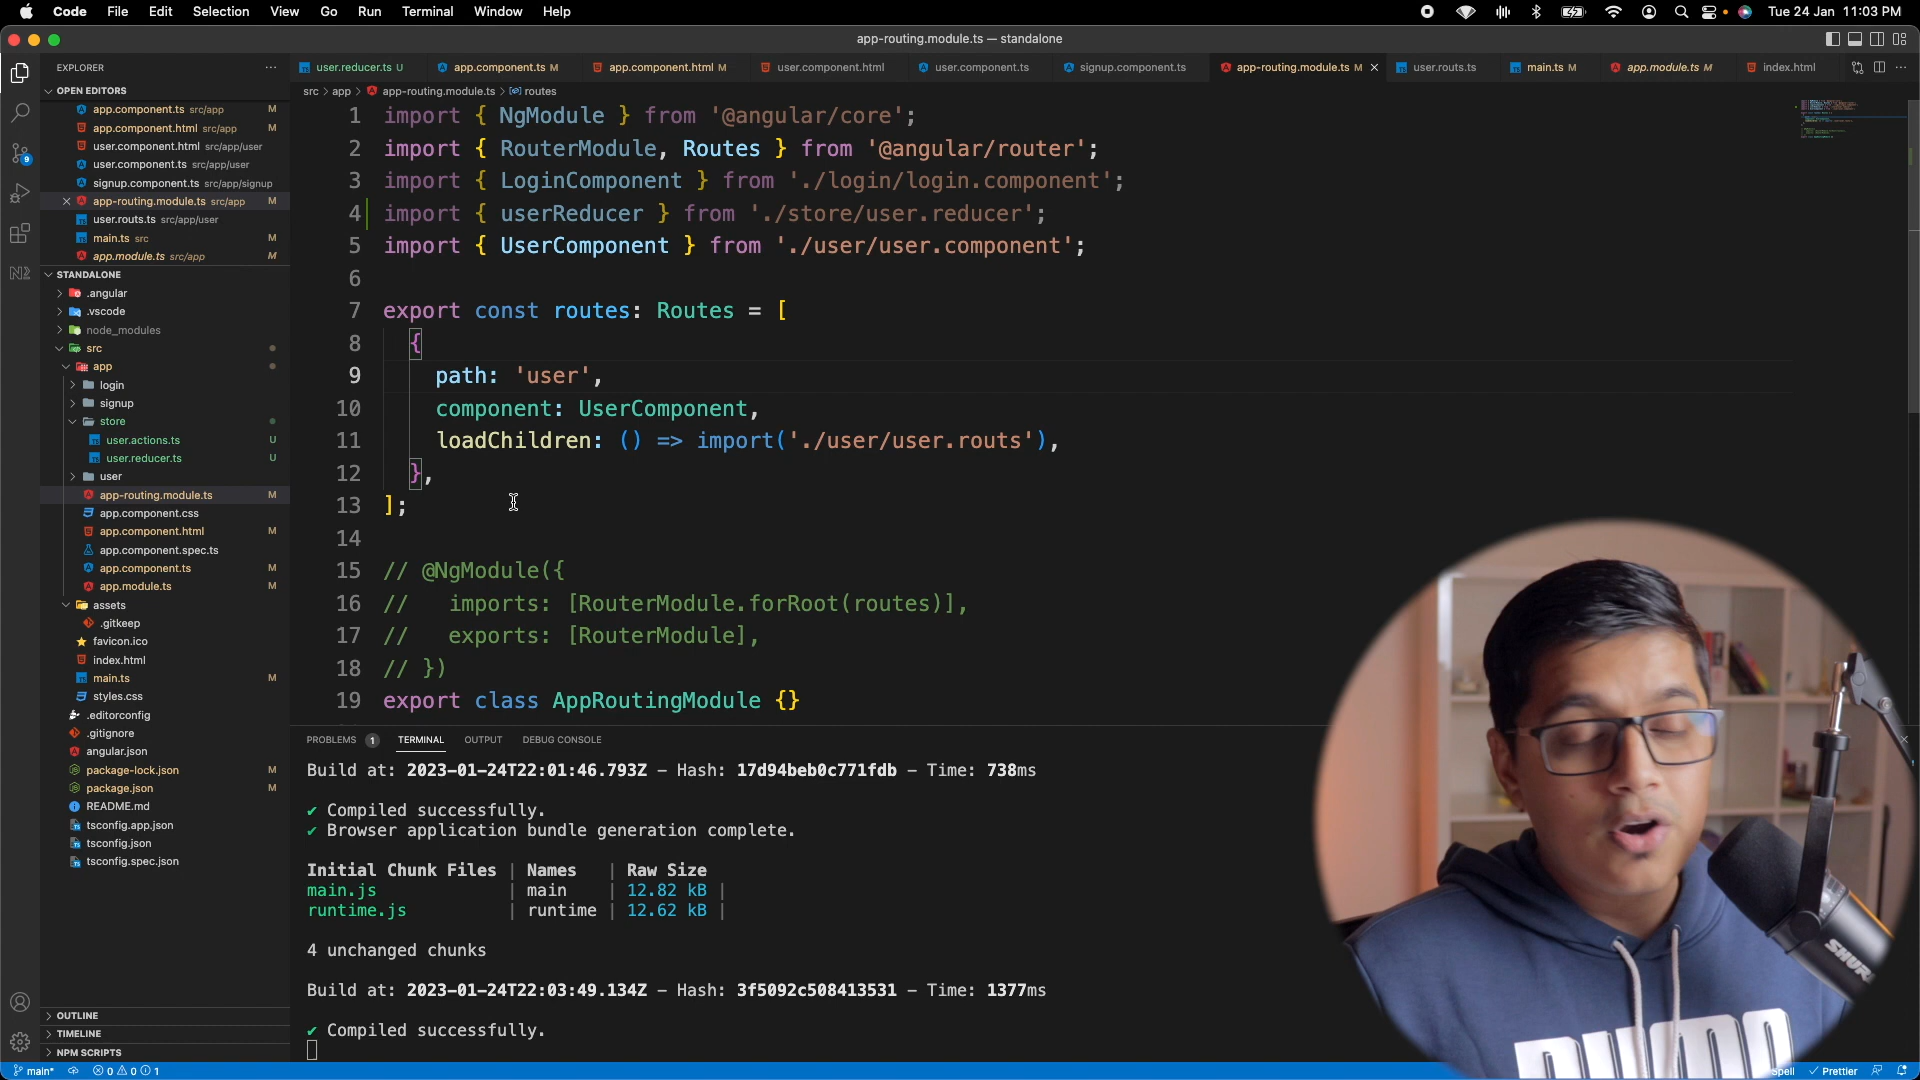 Code File Edit Selection View Go Run Terminal Window Help Tue 24 Jan 11:03 PM
app-routing.module.ts — standalone
EXPLORER
user.reducer.ts U
app.component.ts M
app.component.html M
user.component.html
user.component.ts
signup.component.ts
app-routing.module.ts M
user.routs.ts
main.ts M
app.module.ts M
index.html
OPEN EDITORS
app.component.ts src/app M
app.component.html src/app M
user.component.html src/app/user
user.component.ts src/app/user
signup.component.ts src/app/signup
app-routing.module.ts src/app M
user.routs.ts src/app/user
main.ts src M
app.module.ts src/app M
STANDALONE
.angular
.vscode
node_modules
src
app
login
signup
store
user.actions.ts U
user.reducer.ts U
user
app-routing.module.ts M
app.component.css
app.component.html M
app.component.spec.ts
app.component.ts M
app.module.ts M
assets
.gitkeep
favicon.ico
index.html
main.ts M
styles.css
.editorconfig
.gitignore
angular.json
package-lock.json M
package.json M
README.md
tsconfig.app.json
tsconfig.json
tsconfig.spec.json
OUTLINE
TIMELINE
NPM SCRIPTS
9
src > app > app-routing.module.ts > routes
1 import { NgModule } from '@angular/core';
2 import { RouterModule, Routes } from '@angular/router';
3 import { LoginComponent } from './login/login.component';
4 import { userReducer } from './store/user.reducer';
5 import { UserComponent } from './user/user.component';
6
7 export const routes: Routes = [
8 {
9 path: 'user',
10 component: UserComponent,
11 loadChildren: () => import('./user/user.routs'),
12 },
13 ];
14
15 // @NgModule({
16 // imports: [RouterModule.forRoot(routes)],
17 // exports: [RouterModule],
18 // })
19 export class AppRoutingModule {}
PROBLEMS 1 TERMINAL OUTPUT DEBUG CONSOLE
Build at: 2023-01-24T22:01:46.793Z - Hash: 17d94beb0c771fdb - Time: 738ms
✔ Compiled successfully.
✔ Browser application bundle generation complete.
Initial Chunk Files | Names | Raw Size
main.js | main | 12.82 kB |
runtime.js | runtime | 12.62 kB |
4 unchanged chunks
Build at: 2023-01-24T22:03:49.134Z - Hash: 3f5092c508413531 - Time: 1377ms
✔ Compiled successfully.
main* 0 0 1
Spell Prettier
SHURE
PUMA